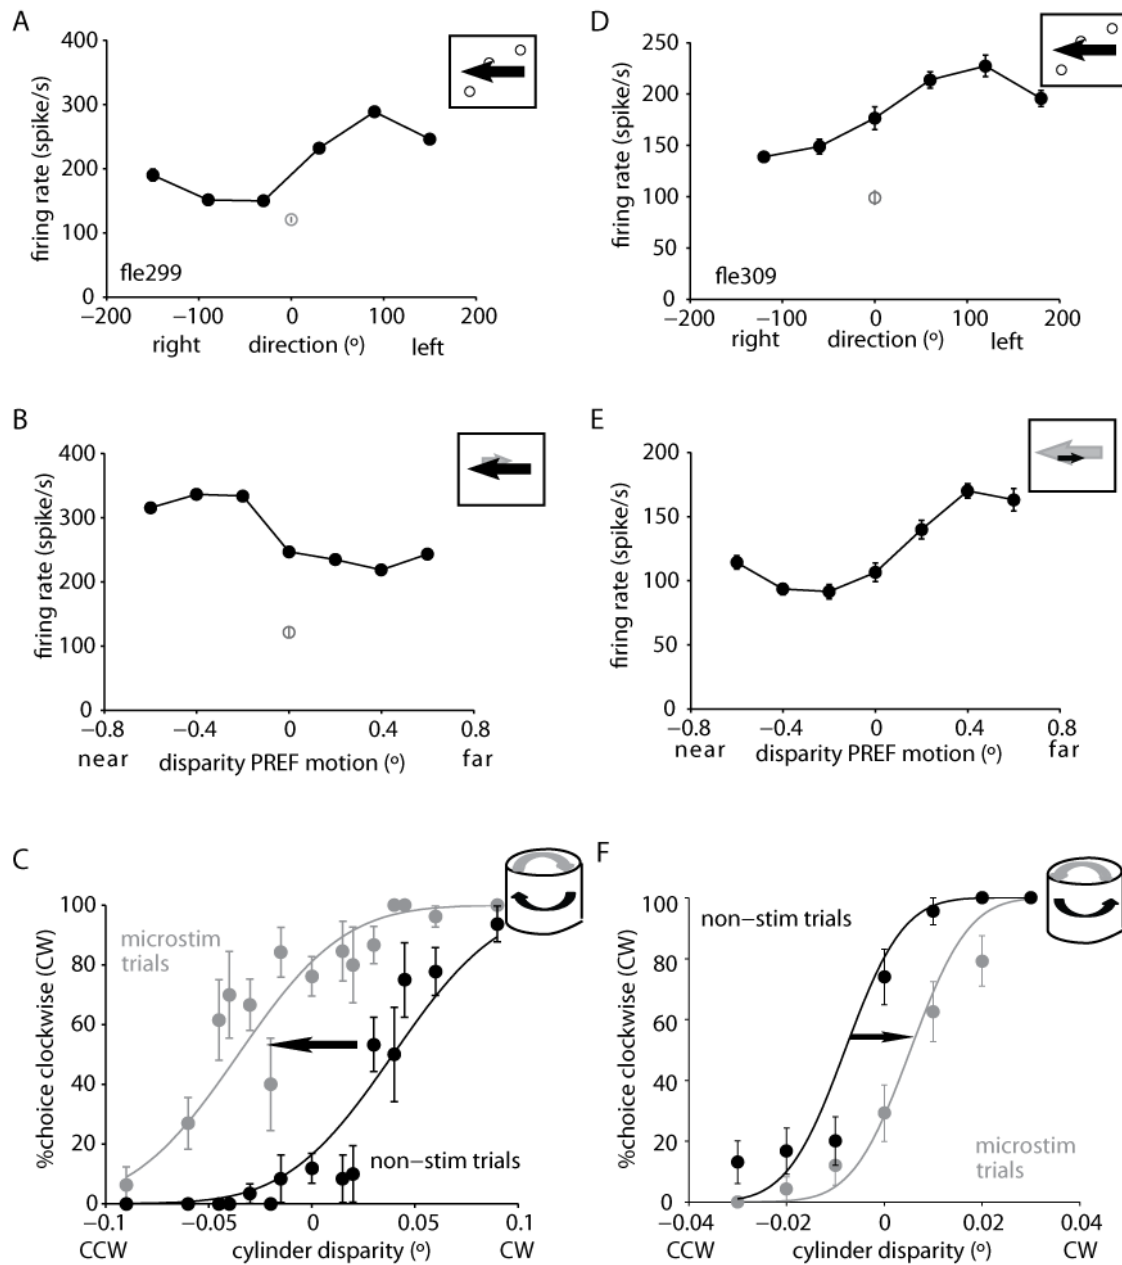 A
firing rate (spike/s)
400
300
200
100
0
fle299
−200 −100 0 100 200
right direction (º) left
D
firing rate (spike/s)
250
200
150
100
50
0
fle309
−200 −100 0 100 200
right direction (º) left
B
firing rate (spike/s)
400
300
200
100
0
−0.8 −0.4 0 0.4 0.8
near disparity PREF motion (º) far
E
firing rate (spike/s)
200
150
100
50
0
−0.8 −0.4 0 0.4 0.8
near disparity PREF motion (º) far
C
%choice clockwise (CW)
100
80
60
40
20
0
microstim
trials
non−stim trials
−0.1 −0.05 0 0.05 0.1
CCW cylinder disparity (º) CW
F
%choice clockwise (CW)
100
80
60
40
20
0
non−stim trials
microstim
trials
−0.04 −0.02 0 0.02 0.04
CCW cylinder disparity (º) CW